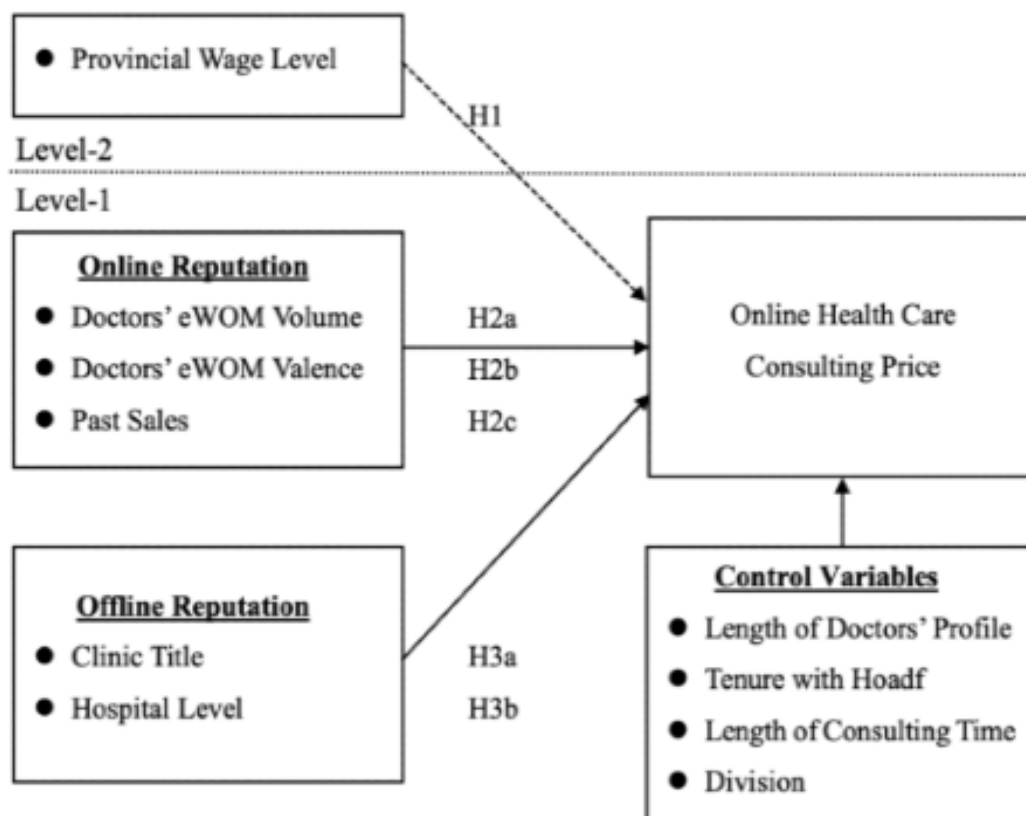 Provincial Wage Level
H1
Level-2
Level-1
Online Reputation
Doctors' eWOM Volume
Doctors' eWOM Valence
Past Sales
H2a
H2b
H2c
Online Health Care
Consulting Price
Offline Reputation
Clinic Title
Hospital Level
H3a
H3b
Control Variables
Length of Doctors' Profile
Tenure with Hoadf
Length of Consulting Time
Division